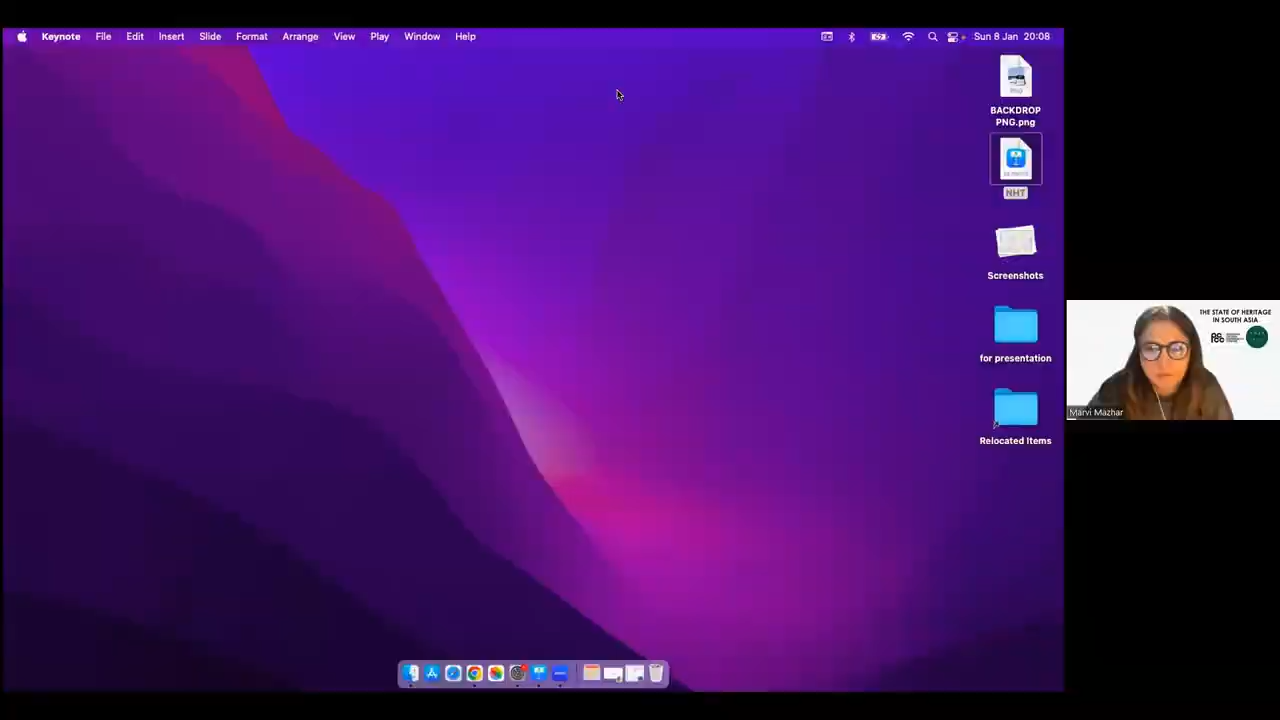 Keynote File Edit Insert Slide Format Arrange View Play Window Help
Sun 8 Jan 20:08
BACKDROP
PNG.png
NHT
Screenshots
for presentation
Relocated Items
THE STATE OF HERITAGE
IN SOUTH ASIA
Marvi Mazhar